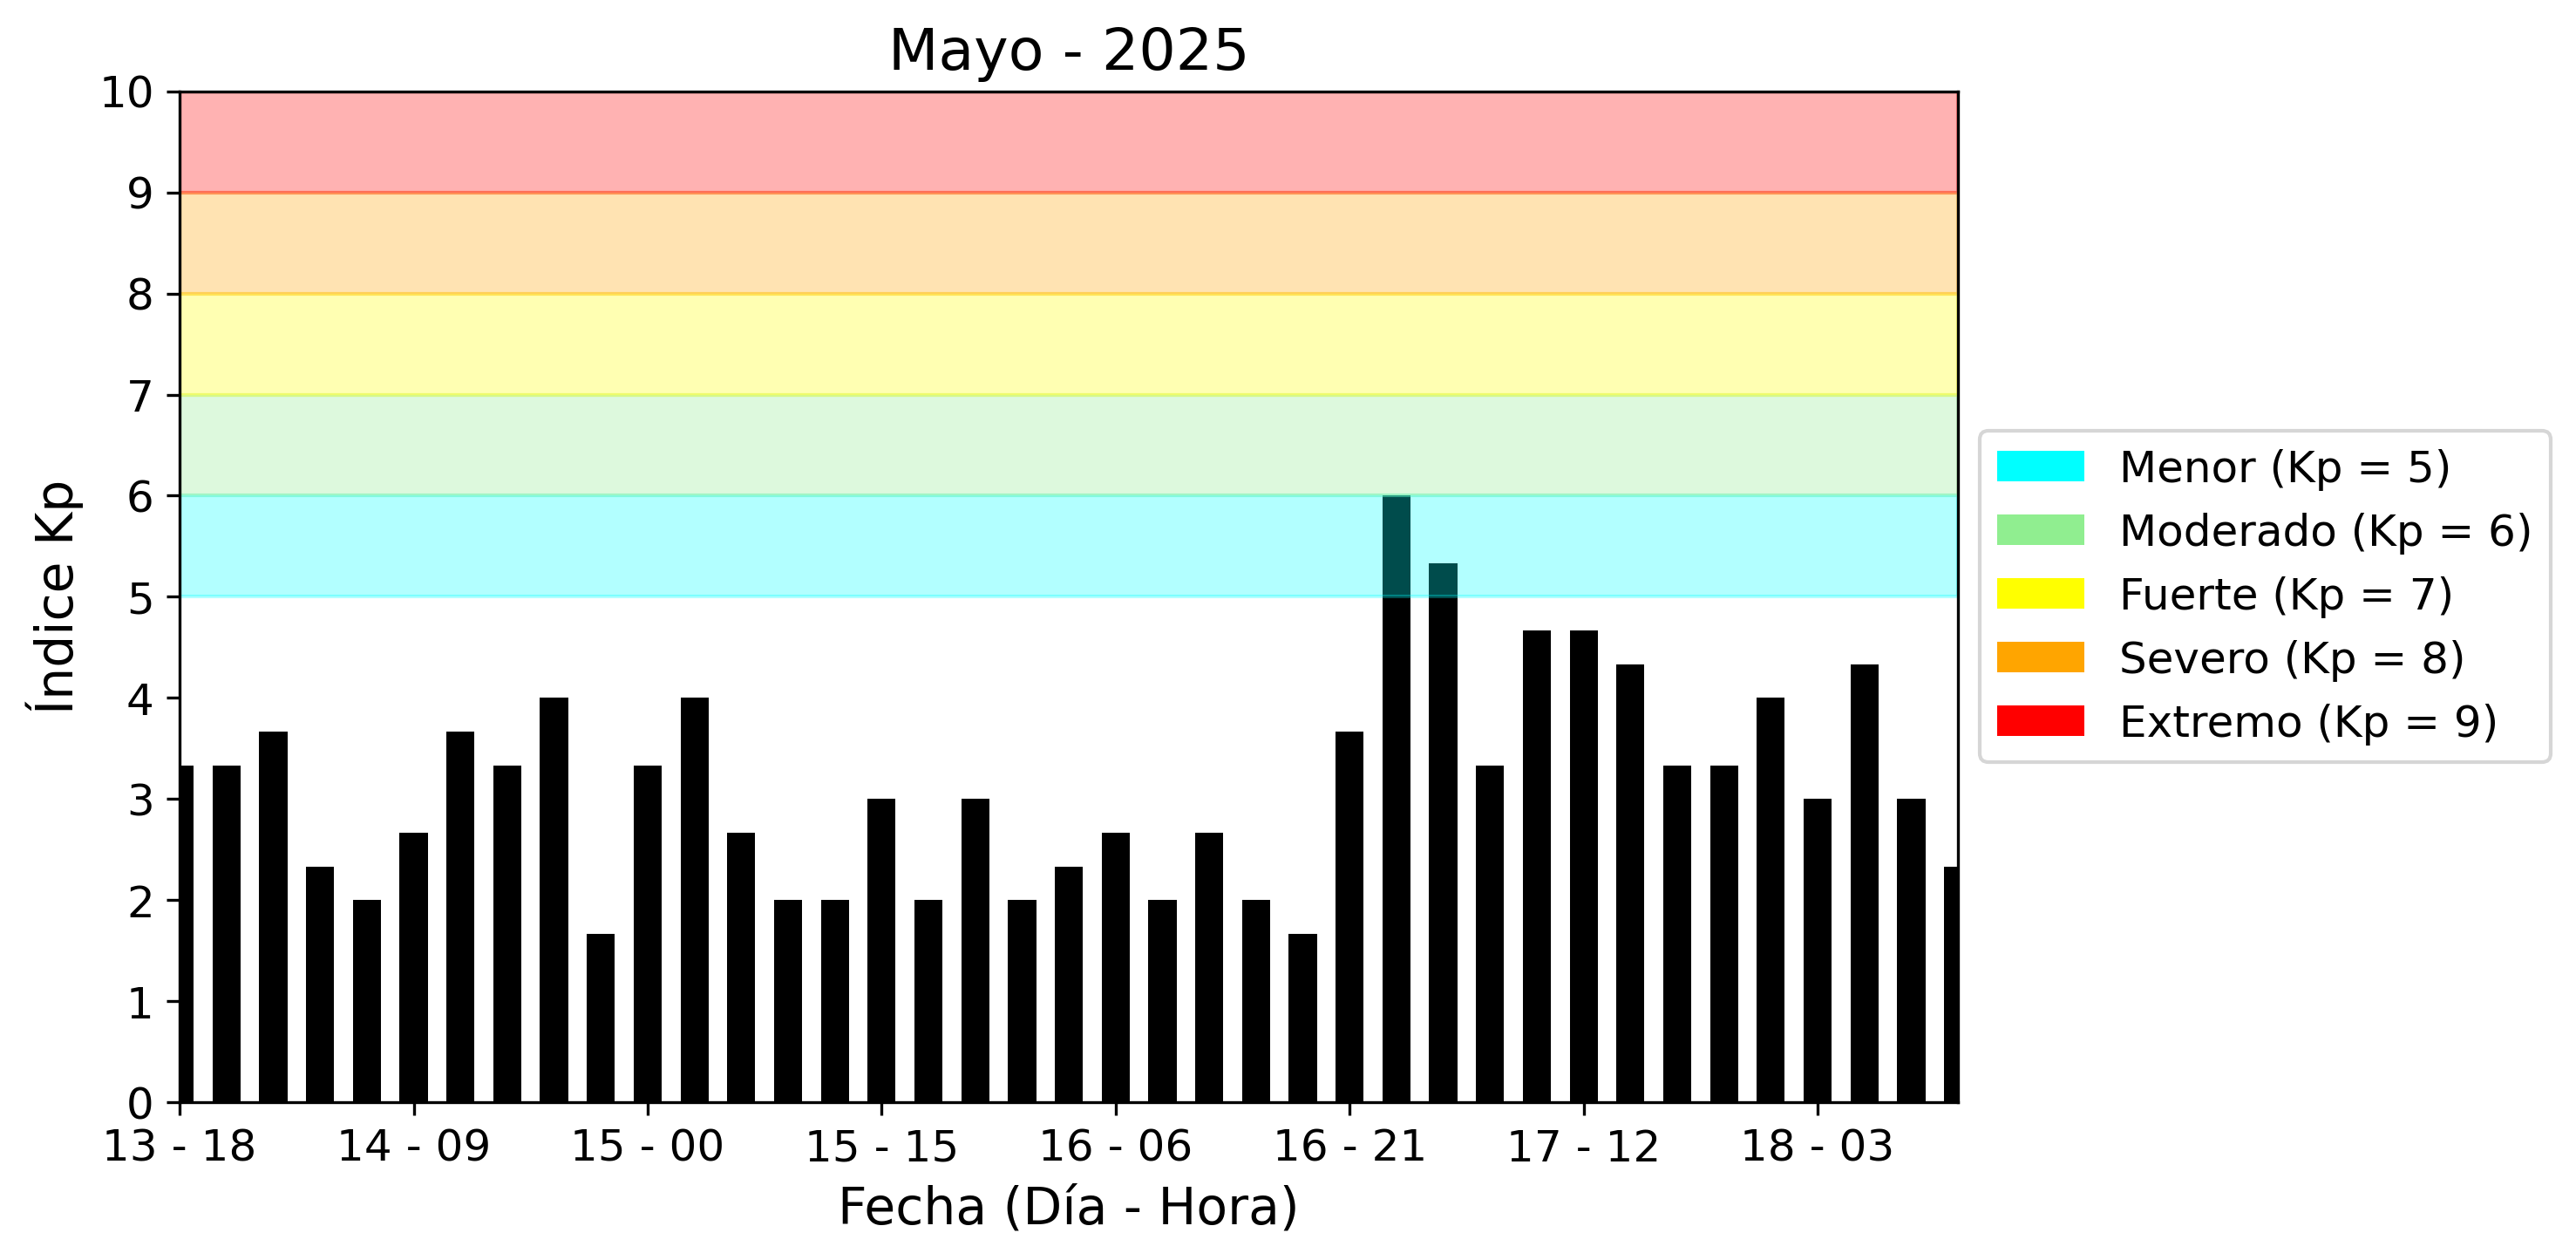 Mayo - 2025
10
9
8
7
6
5
4
3
2
1
0
Índice Kp
13 - 18
14 - 09
15 - 00
15 - 15
16 - 06
16 - 21
17 - 12
18 - 03
Fecha (Día - Hora)
Menor (Kp = 5)
Moderado (Kp = 6)
Fuerte (Kp = 7)
Severo (Kp = 8)
Extremo (Kp = 9)